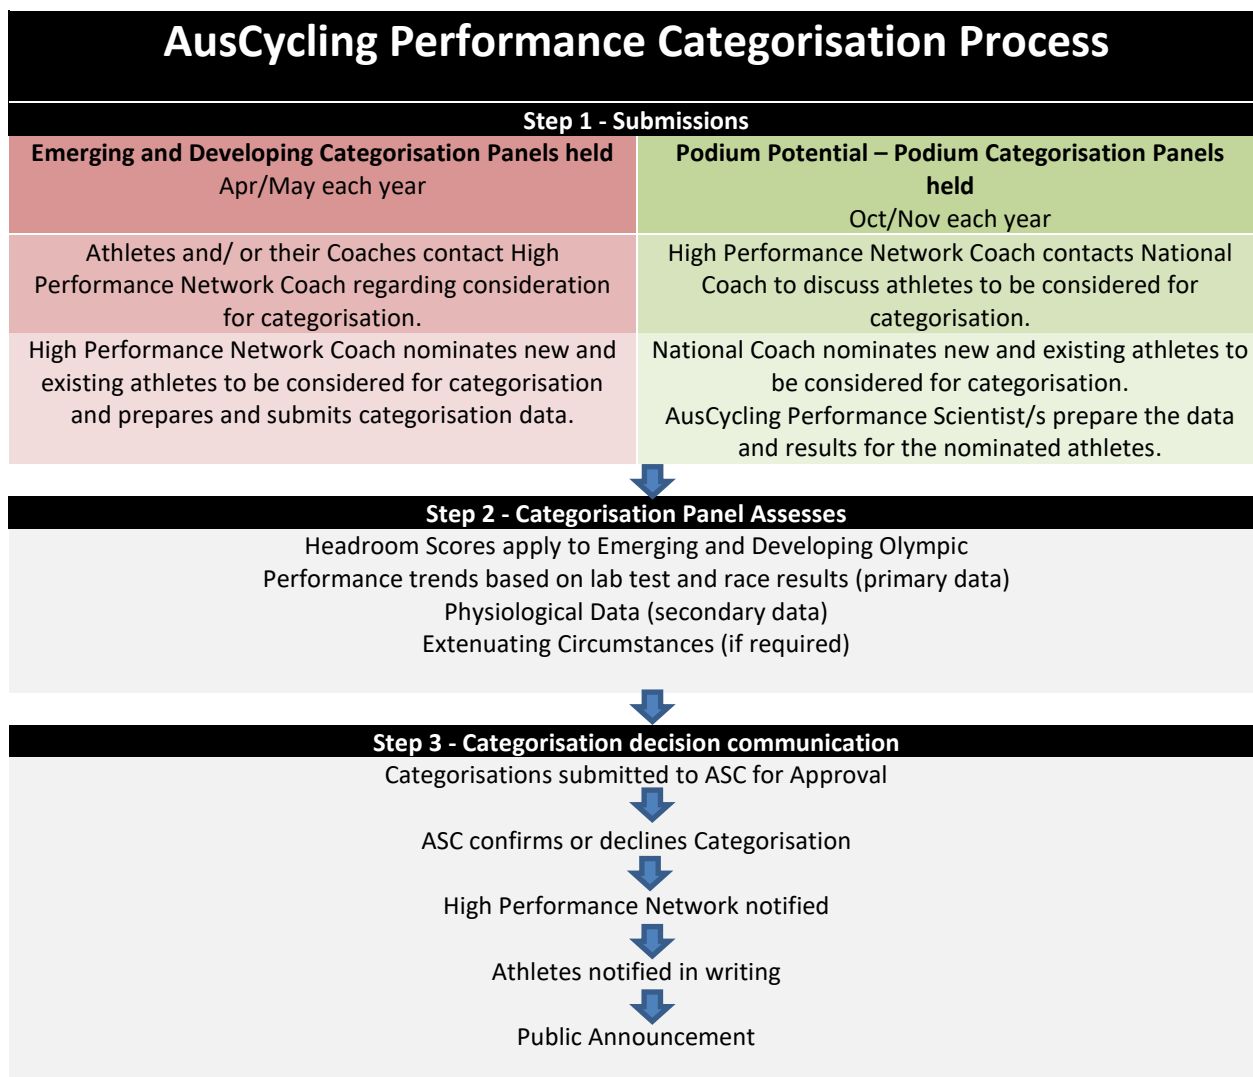 AusCycling Performance Categorisation Process
Step 1 - Submissions
Emerging and Developing Categorisation Panels held
Apr/May each year
Podium Potential – Podium Categorisation Panels
held
Oct/Nov each year
Athletes and/ or their Coaches contact High
Performance Network Coach regarding consideration
for categorisation.
High Performance Network Coach contacts National
Coach to discuss athletes to be considered for
categorisation.
High Performance Network Coach nominates new and
existing athletes to be considered for categorisation
and prepares and submits categorisation data.
National Coach nominates new and existing athletes to
be considered for categorisation.
AusCycling Performance Scientist/s prepare the data
and results for the nominated athletes.
Step 2 - Categorisation Panel Assesses
Headroom Scores apply to Emerging and Developing Olympic
Performance trends based on lab test and race results (primary data)
Physiological Data (secondary data)
Extenuating Circumstances (if required)
Step 3 - Categorisation decision communication
Categorisations submitted to ASC for Approval
ASC confirms or declines Categorisation
High Performance Network notified
Athletes notified in writing
Public Announcement